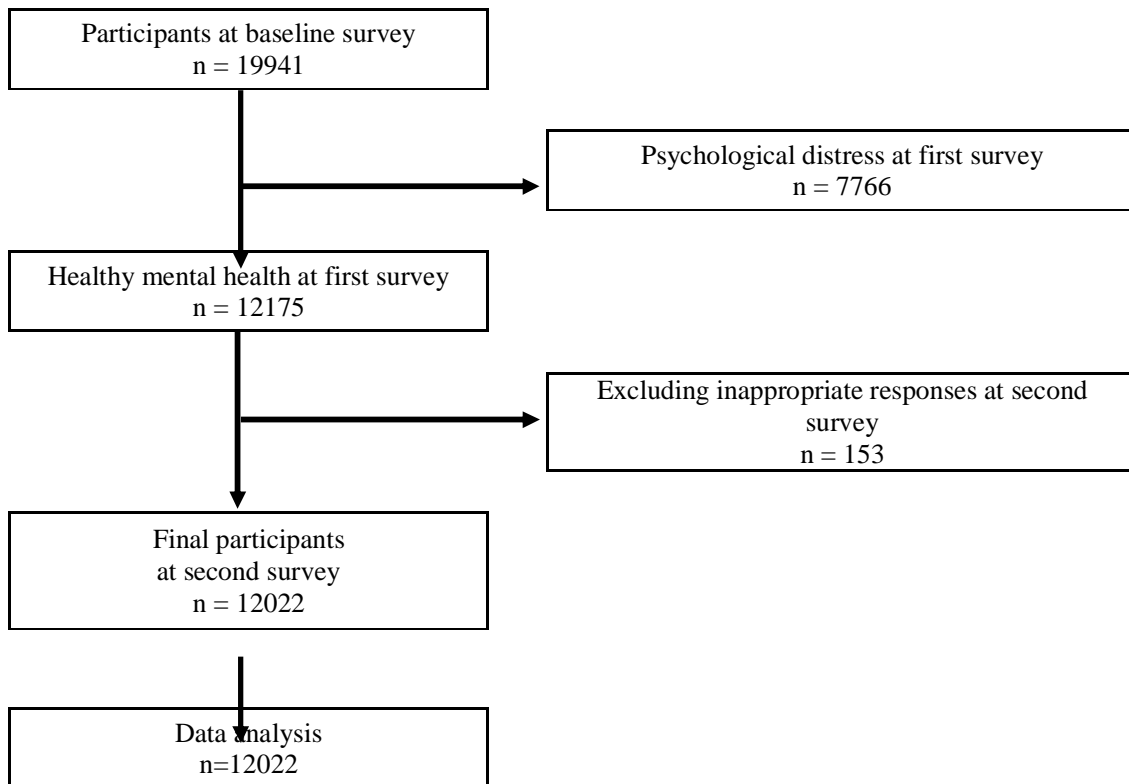 Participants at baseline survey
n = 19941
Psychological distress at first survey
n = 7766
Healthy mental health at first survey
n = 12175
Excluding inappropriate responses at second
survey
n = 153
Final participants
at second survey
n = 12022
Data analysis
n=12022